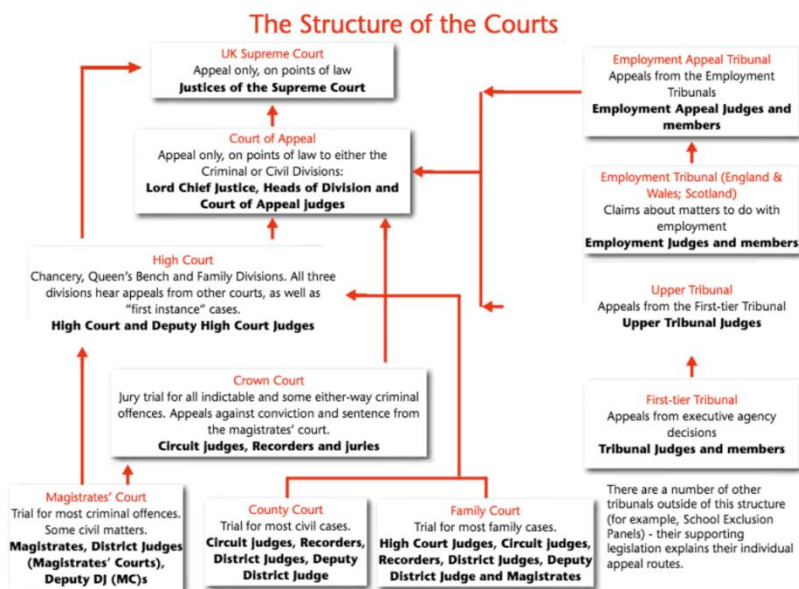 The Structure of the Courts
UK Supreme Court
Appeal only, on points of law
Justices of the Supreme Court
Court of Appeal
Appeal only, on points of law to either the
Criminal or Civil Divisions:
Lord Chief Justice, Heads of Division and
Court of Appeal judges
High Court
Chancery, Queen's Bench and Family Divisions. All three
divisions hear appeals from other courts, as well as
"first instance" cases.
High Court and Deputy High Court Judges
Crown Court
Jury trial for all indictable and some either-way criminal
offences. Appeals against conviction and sentence from
the magistrates' court.
Circuit judges, Recorders and juries
Magistrates' Court
Trial for most criminal offences.
Some civil matters.
Magistrates, District Judges
(Magistrates' Courts),
Deputy DJ (MC)s
County Court
Trial for most civil cases.
Circuit judges, Recorders,
District Judges, Deputy
District Judge
Family Court
Trial for most family cases.
High Court Judges, Circuit judges,
Recorders, District Judges, Deputy
District Judge and Magistrates
Employment Appeal Tribunal
Appeals from the Employment
Tribunals
Employment Appeal Judges and
members
Employment Tribunal (England &
Wales; Scotland)
Claims about matters to do with
employment
Employment Judges and members
Upper Tribunal
Appeals from the First-tier Tribunal
Upper Tribunal Judges
First-tier Tribunal
Appeals from executive agency
decisions
Tribunal Judges and members
There are a number of other
tribunals outside of this structure
(for example, School Exclusion
Panels) - their supporting
legislation explains their individual
appeal routes.